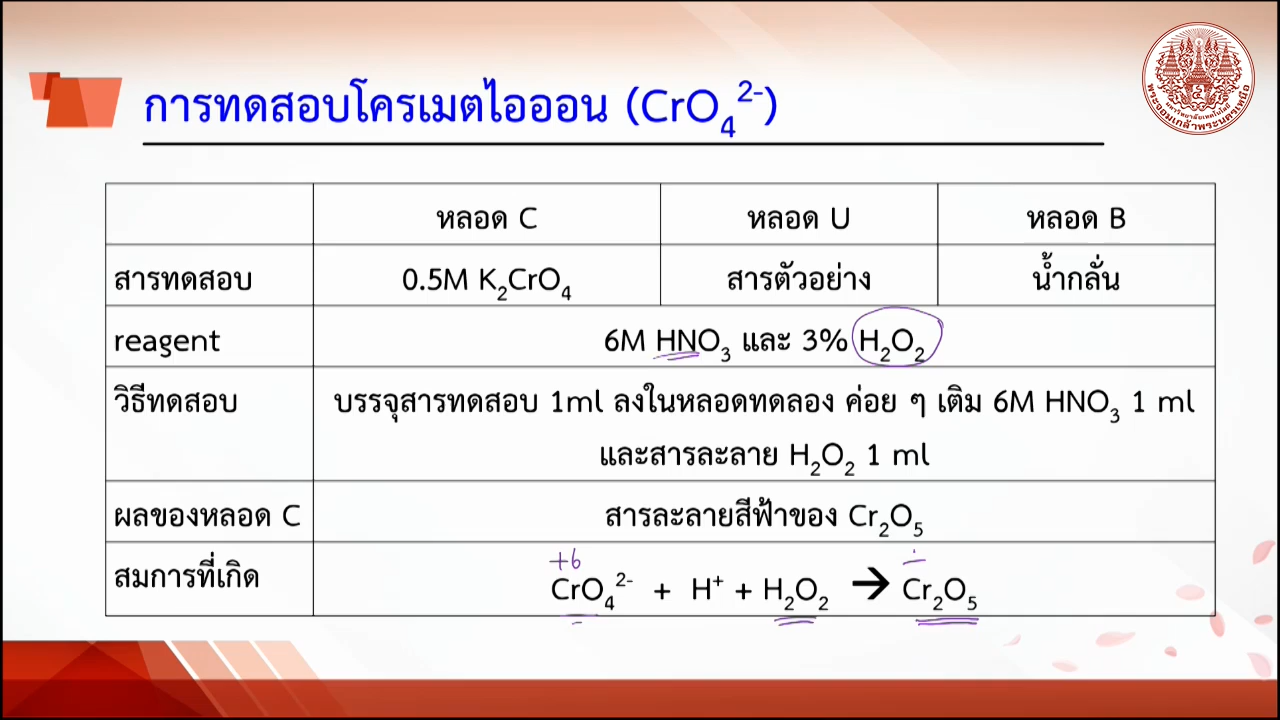 การทดสอบโครเมตไอออน (CrO₄²⁻)
หลอด C หลอด U หลอด B
สารทดสอบ 0.5M K₂CrO₄ สารตัวอย่าง น้ำกลั่น
reagent 6M HNO₃ และ 3% H₂O₂
วิธีทดสอบ บรรจุสารทดสอบ 1ml ลงในหลอดทดลอง ค่อย ๆ เติม 6M HNO₃ 1 ml
และสารละลาย H₂O₂ 1 ml
ผลของหลอด C สารละลายสีฟ้าของ Cr₂O₅
+6
สมการที่เกิด CrO₄²⁻ + H⁺ + H₂O₂ → Cr₂O₅